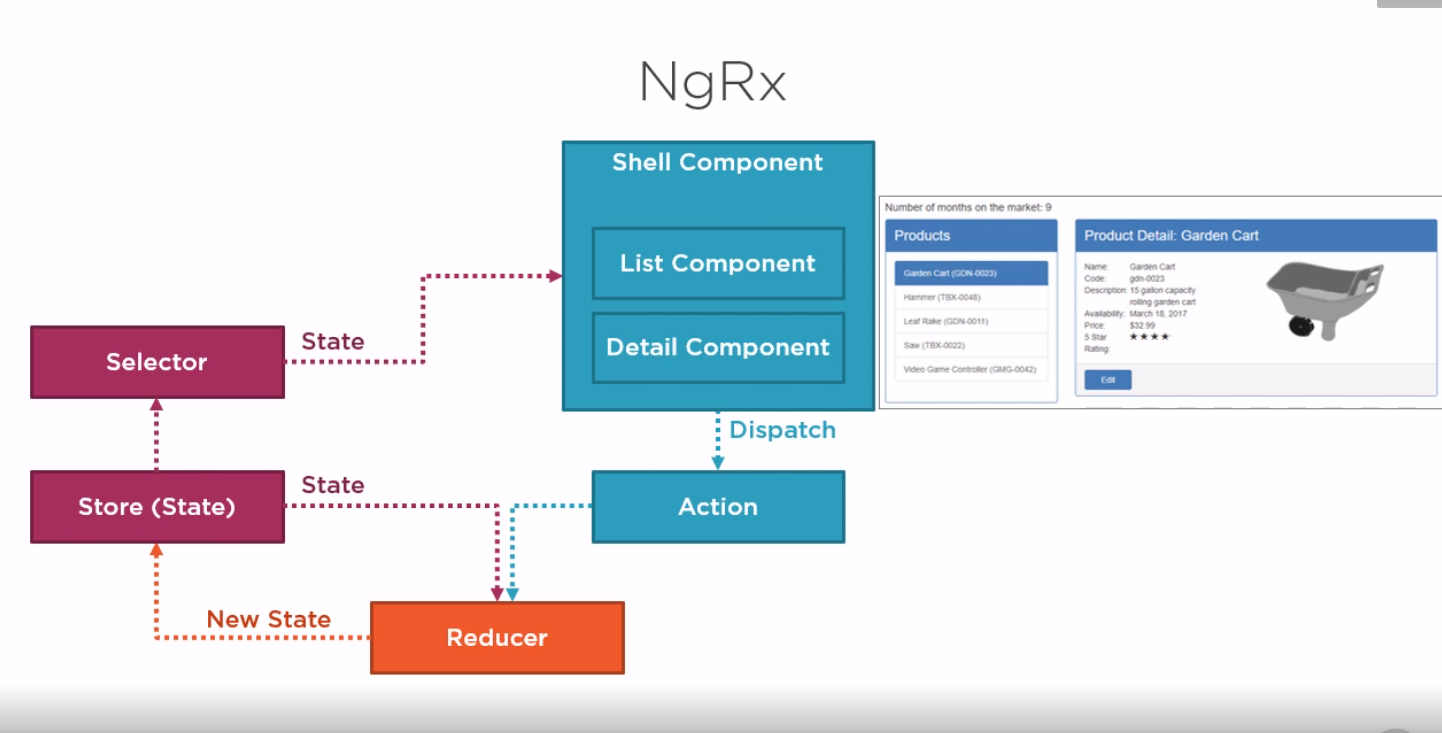 NgRx
Shell Component
List Component
Detail Component
Number of months on the market: 9
Products
Garden Cart (GDN-0023)
Hammer (TBX-0048)
Leaf Rake (GDN-0011)
Saw (TBX-0022)
Video Game Controller (GMG-0042)
Product Detail: Garden Cart
Name: Garden Cart
Code: gdn-0023
Description: 15 gallon capacity
rolling garden cart
Availability: March 18, 2017
Price: $32.99
5 Star ★★★★
Rating:
Edit
State
Selector
Dispatch
State
Store (State)
Action
New State
Reducer